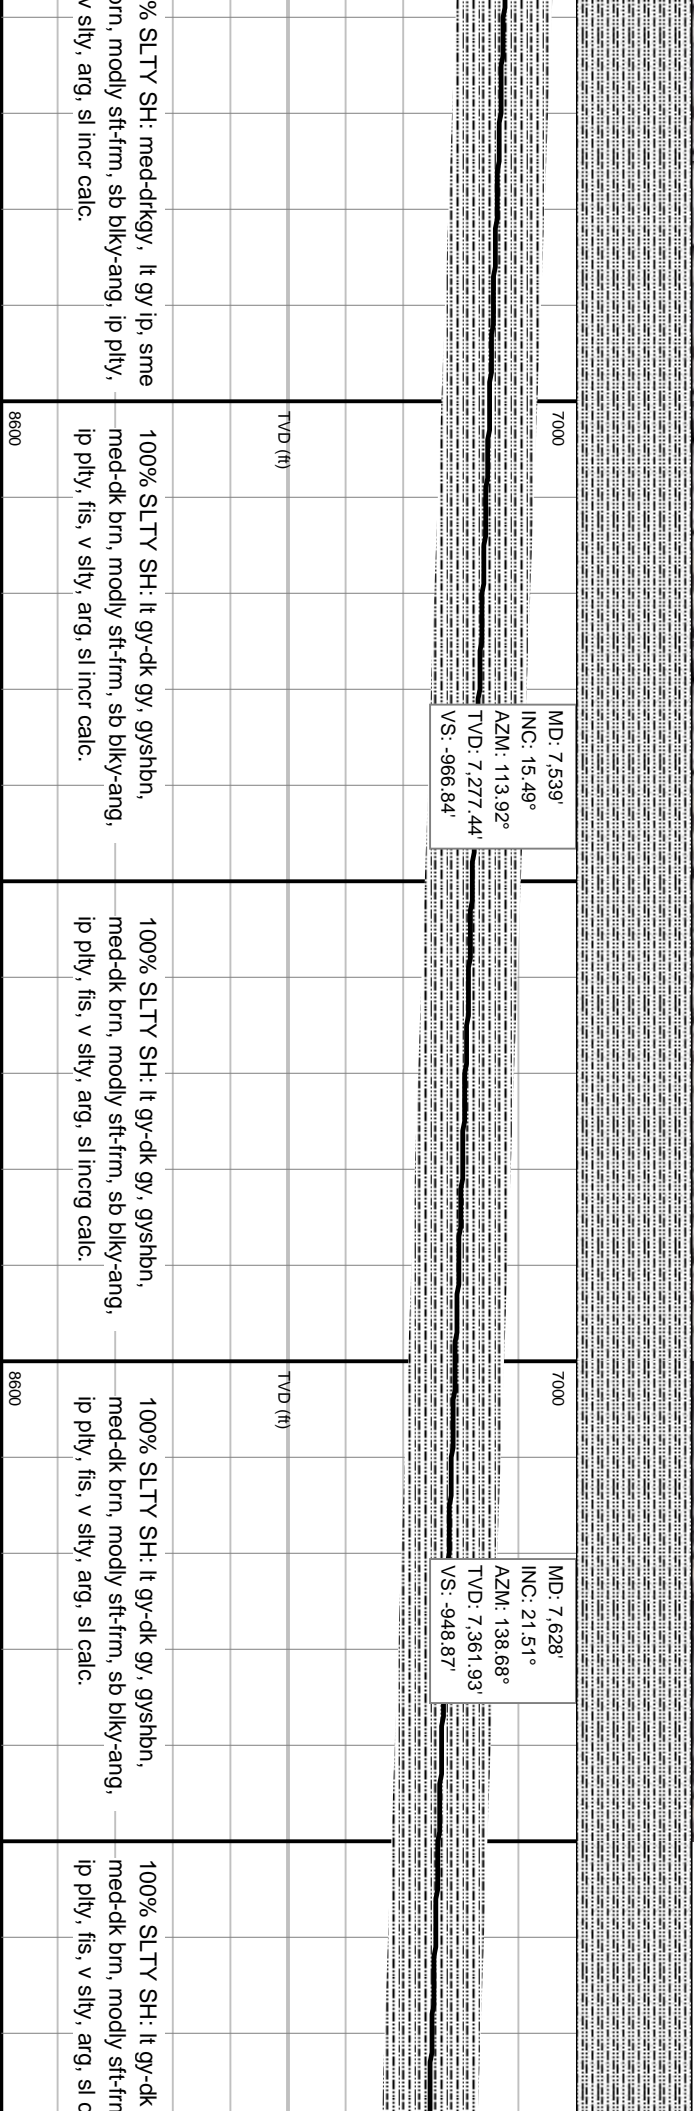 % SLTY SH: med-drkgy,  lt gy ip, sme
orn, modly sft-frm, sb blky-ang, ip plty,
v slty, arg, sl incr calc.
7000
TVD (ft)
8600
100% SLTY SH: lt gy-dk gy, gyshbn,
med-dk brn, modly sft-frm, sb blky-ang,
ip plty, fis, v slty, arg, sl incr calc.
MD: 7,539'
INC: 15.49°
AZM: 113.92°
TVD: 7,277.44'
VS: -966.84'
100% SLTY SH: lt gy-dk gy, gyshbn,
med-dk brn, modly sft-frm, sb blky-ang,
ip plty, fis, v slty, arg, sl incrg calc.
7000
TVD (ft)
8600
100% SLTY SH: lt gy-dk gy, gyshbn,
med-dk brn, modly sft-frm, sb blky-ang,
ip plty, fis, v slty, arg, sl calc.
MD: 7,628'
INC: 21.51°
AZM: 138.68°
TVD: 7,361.93'
VS: -948.87'
100% SLTY SH: lt gy-dk
med-dk brn, modly sft-frm
ip plty, fis, v slty, arg, sl c